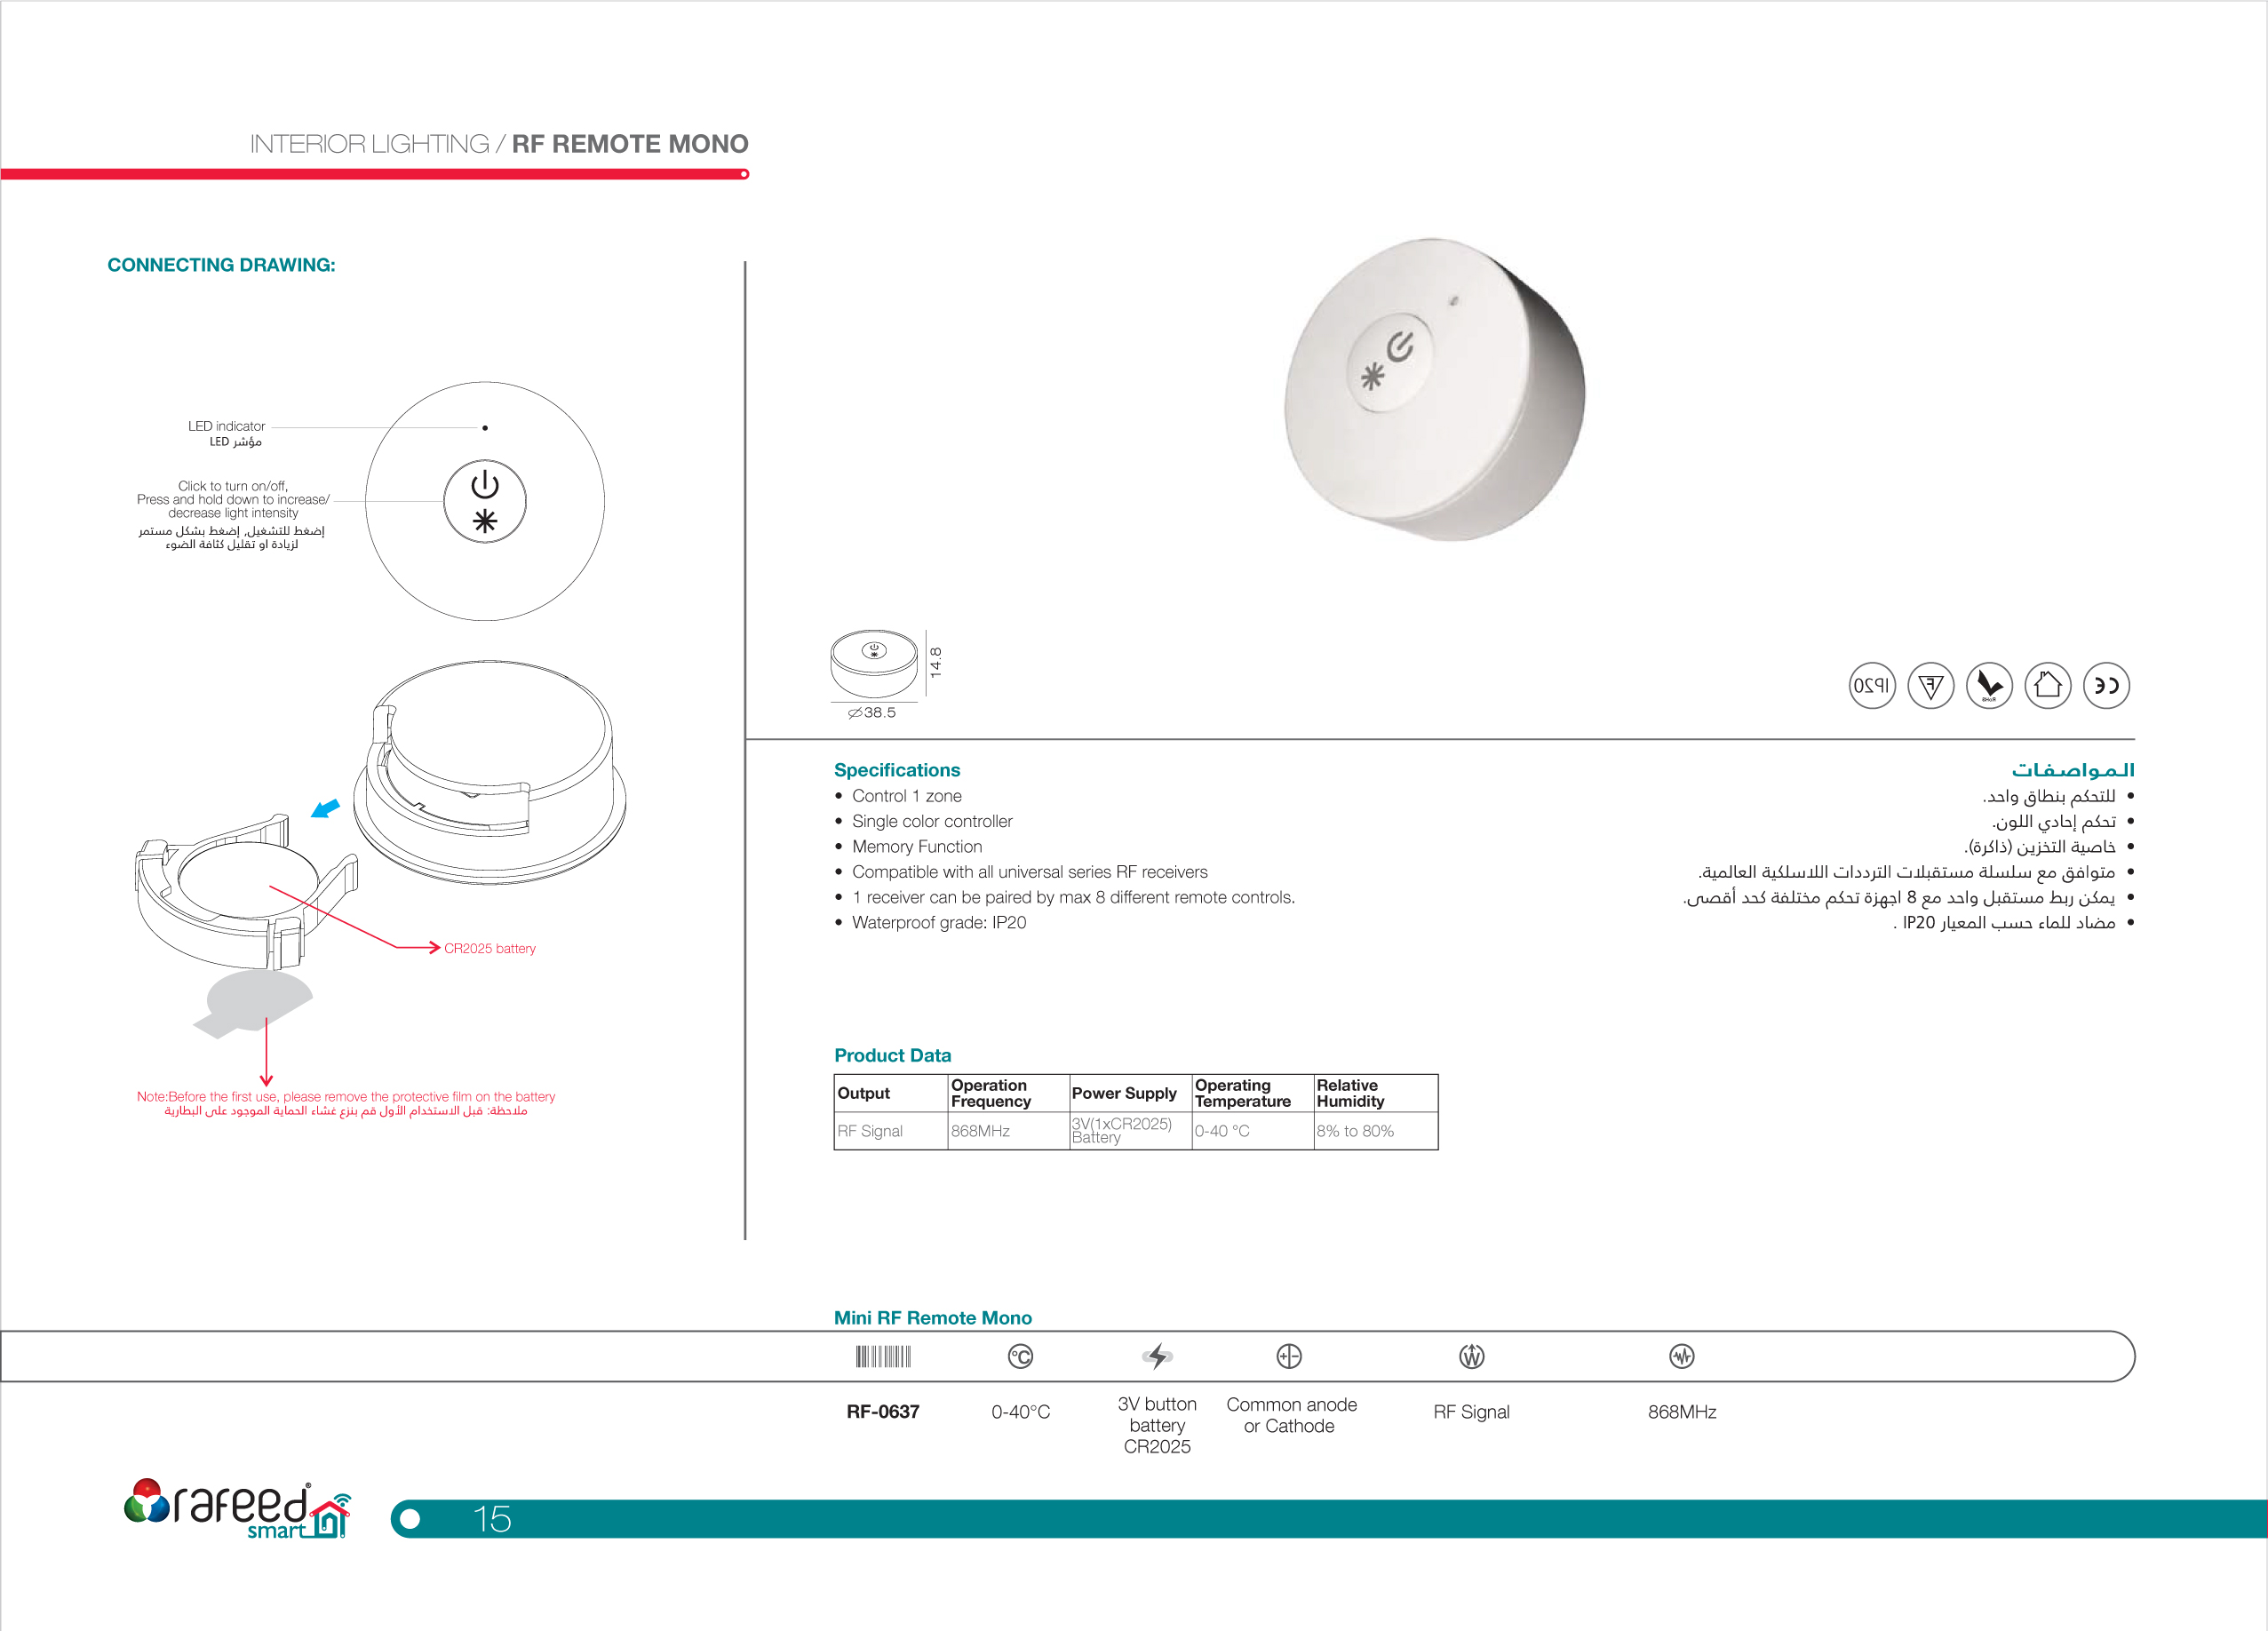 INTERIOR LIGHTING / RF REMOTE MONO
CONNECTING DRAWING:
LED indicator
مؤشر LED
Click to turn on/off,
Press and hold down to increase/
decrease light intensity
إضغط للتشغيل, إضغط بشكل مستمر
لزيادة او تقليل كثافة الضوء
CR2025 battery
Note:Before the first use, please remove the protective film on the battery
ملاحظة: قبل الاستخدام الأول قم بنزع غشاء الحماية الموجود على البطارية
14.8
⌀38.5
IP20
F
RoHS
CE
Specifications
• Control 1 zone
• Single color controller
• Memory Function
• Compatible with all universal series RF receivers
• 1 receiver can be paired by max 8 different remote controls.
• Waterproof grade: IP20
المواصفات
• للتحكم بنطاق واحد.
• تحكم إحادي اللون.
• خاصية التخزين (ذاكرة).
• متوافق مع سلسلة مستقبلات الترددات اللاسلكية العالمية.
• يمكن ربط مستقبل واحد مع 8 اجهزة تحكم مختلفة كحد أقصى.
• مضاد للماء حسب المعيار IP20 .
Product Data
Output Operation Frequency Power Supply Operating Temperature Relative Humidity
RF Signal 868MHz 3V(1xCR2025) Battery 0-40 °C 8% to 80%
Mini RF Remote Mono
°C W
RF-0637 0-40°C 3V button battery CR2025 Common anode or Cathode RF Signal 868MHz
rafeed®
smart
15